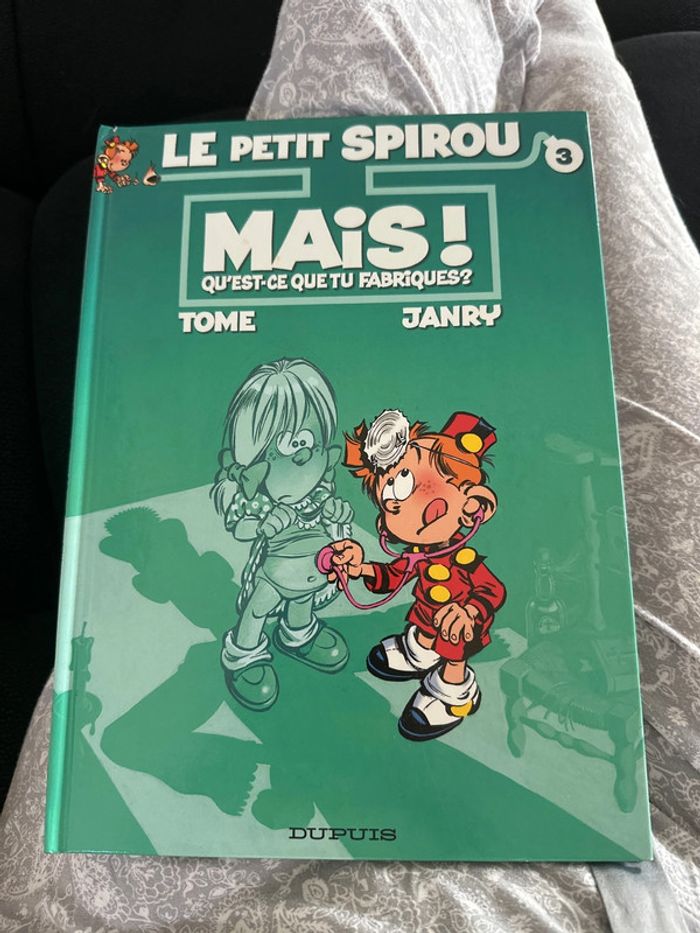 LE PETIT SPIROU
3
MAiS!
QU'EST-CE QUE TU FABRiQUES?
TOME JANRY
DUPUIS